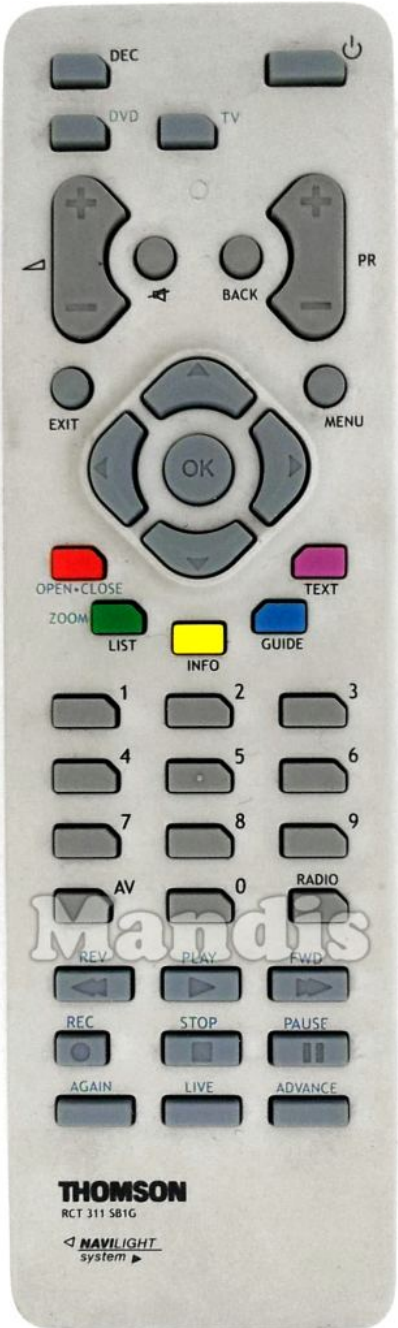 DEC
DVD TV
PR
BACK
EXIT MENU
OK
OPEN•CLOSE TEXT
ZOOM LIST GUIDE
INFO
1 2 3
4 5 6
7 8 9
AV 0 RADIO
Mandis
REV PLAY FWD
REC STOP PAUSE
AGAIN LIVE ADVANCE
THOMSON
RCT 311 SB1G
NAVILIGHT
system